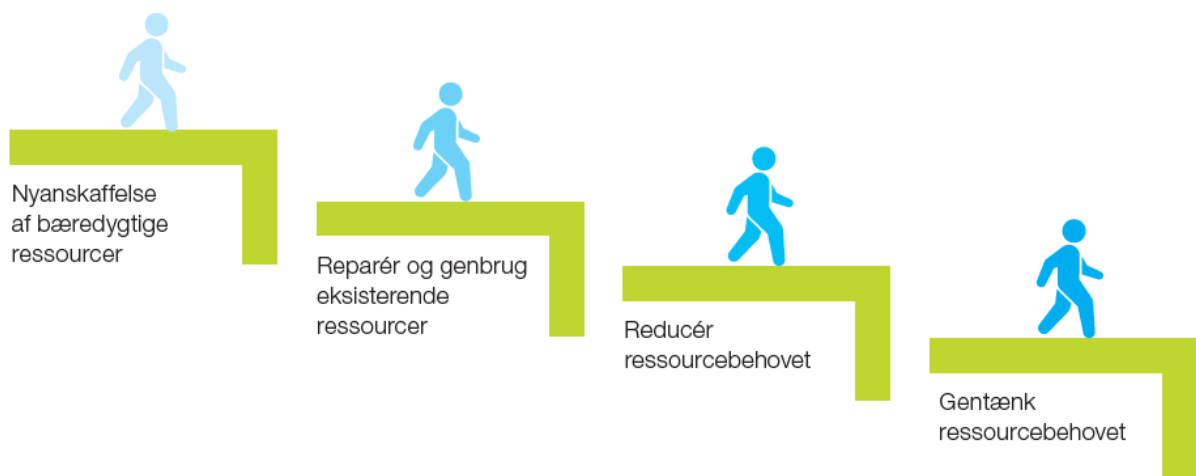 Nyanskaffelse
af bæredygtige
ressourcer
Reparér og genbrug
eksisterende
ressourcer
Reducér
ressourcebehovet
Gentænk
ressourcebehovet